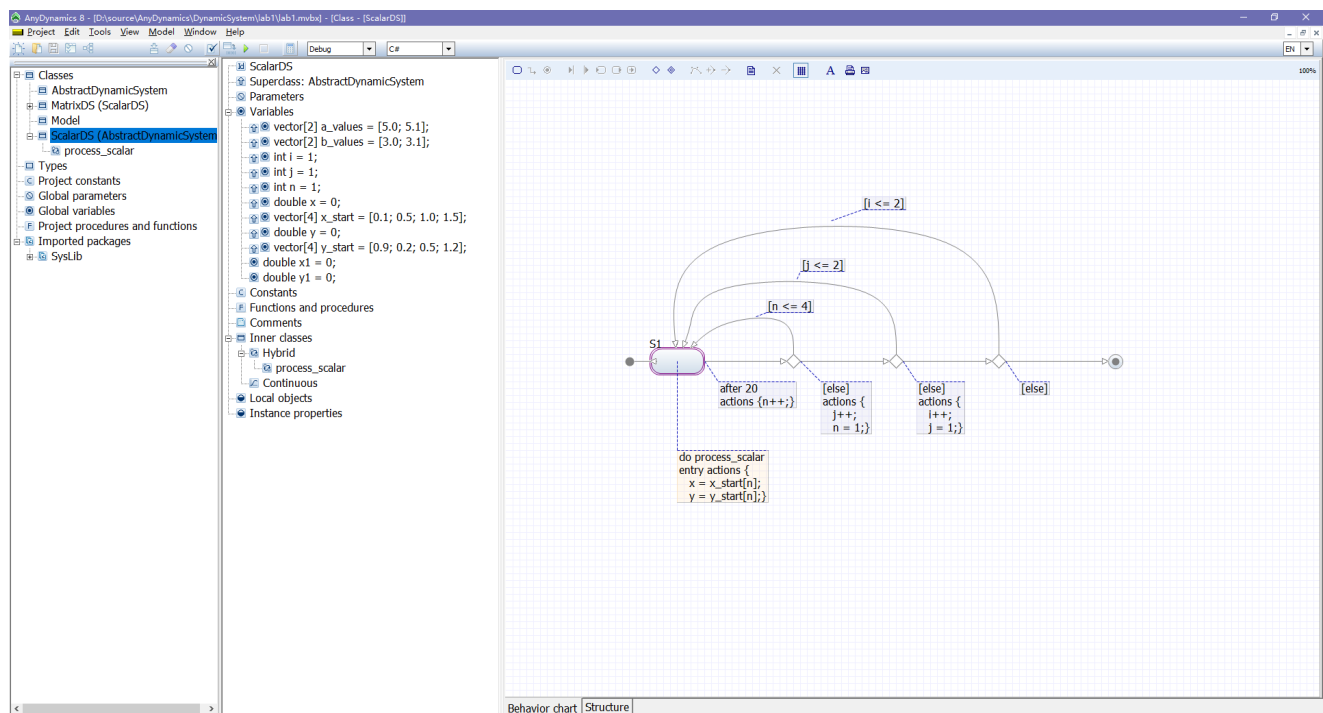 AnyDynamics 8 - [D:\source\AnyDynamics\DynamicSystem\lab1\lab1.mvbx] - [Class - [ScalarDS]]
Project Edit Tools View Model Window Help
Debug
C#
EN
Classes
AbstractDynamicSystem
MatrixDS (ScalarDS)
Model
ScalarDS (AbstractDynamicSystem
process_scalar
Types
Project constants
Global parameters
Global variables
Project procedures and functions
Imported packages
SysLib
ScalarDS
Superclass: AbstractDynamicSystem
Parameters
Variables
vector[2] a_values = [5.0; 5.1];
vector[2] b_values = [3.0; 3.1];
int i = 1;
int j = 1;
int n = 1;
double x = 0;
vector[4] x_start = [0.1; 0.5; 1.0; 1.5];
double y = 0;
vector[4] y_start = [0.9; 0.2; 0.5; 1.2];
double x1 = 0;
double y1 = 0;
Constants
Functions and procedures
Comments
Inner classes
Hybrid
process_scalar
Continuous
Local objects
Instance properties
A
100%
[i <= 2]
[j <= 2]
[n <= 4]
S1
after 20
actions {n++;}
[else]
actions {
j++;
n = 1;}
[else]
actions {
i++;
j = 1;}
[else]
do process_scalar
entry actions {
x = x_start[n];
y = y_start[n];}
Behavior chart
Structure